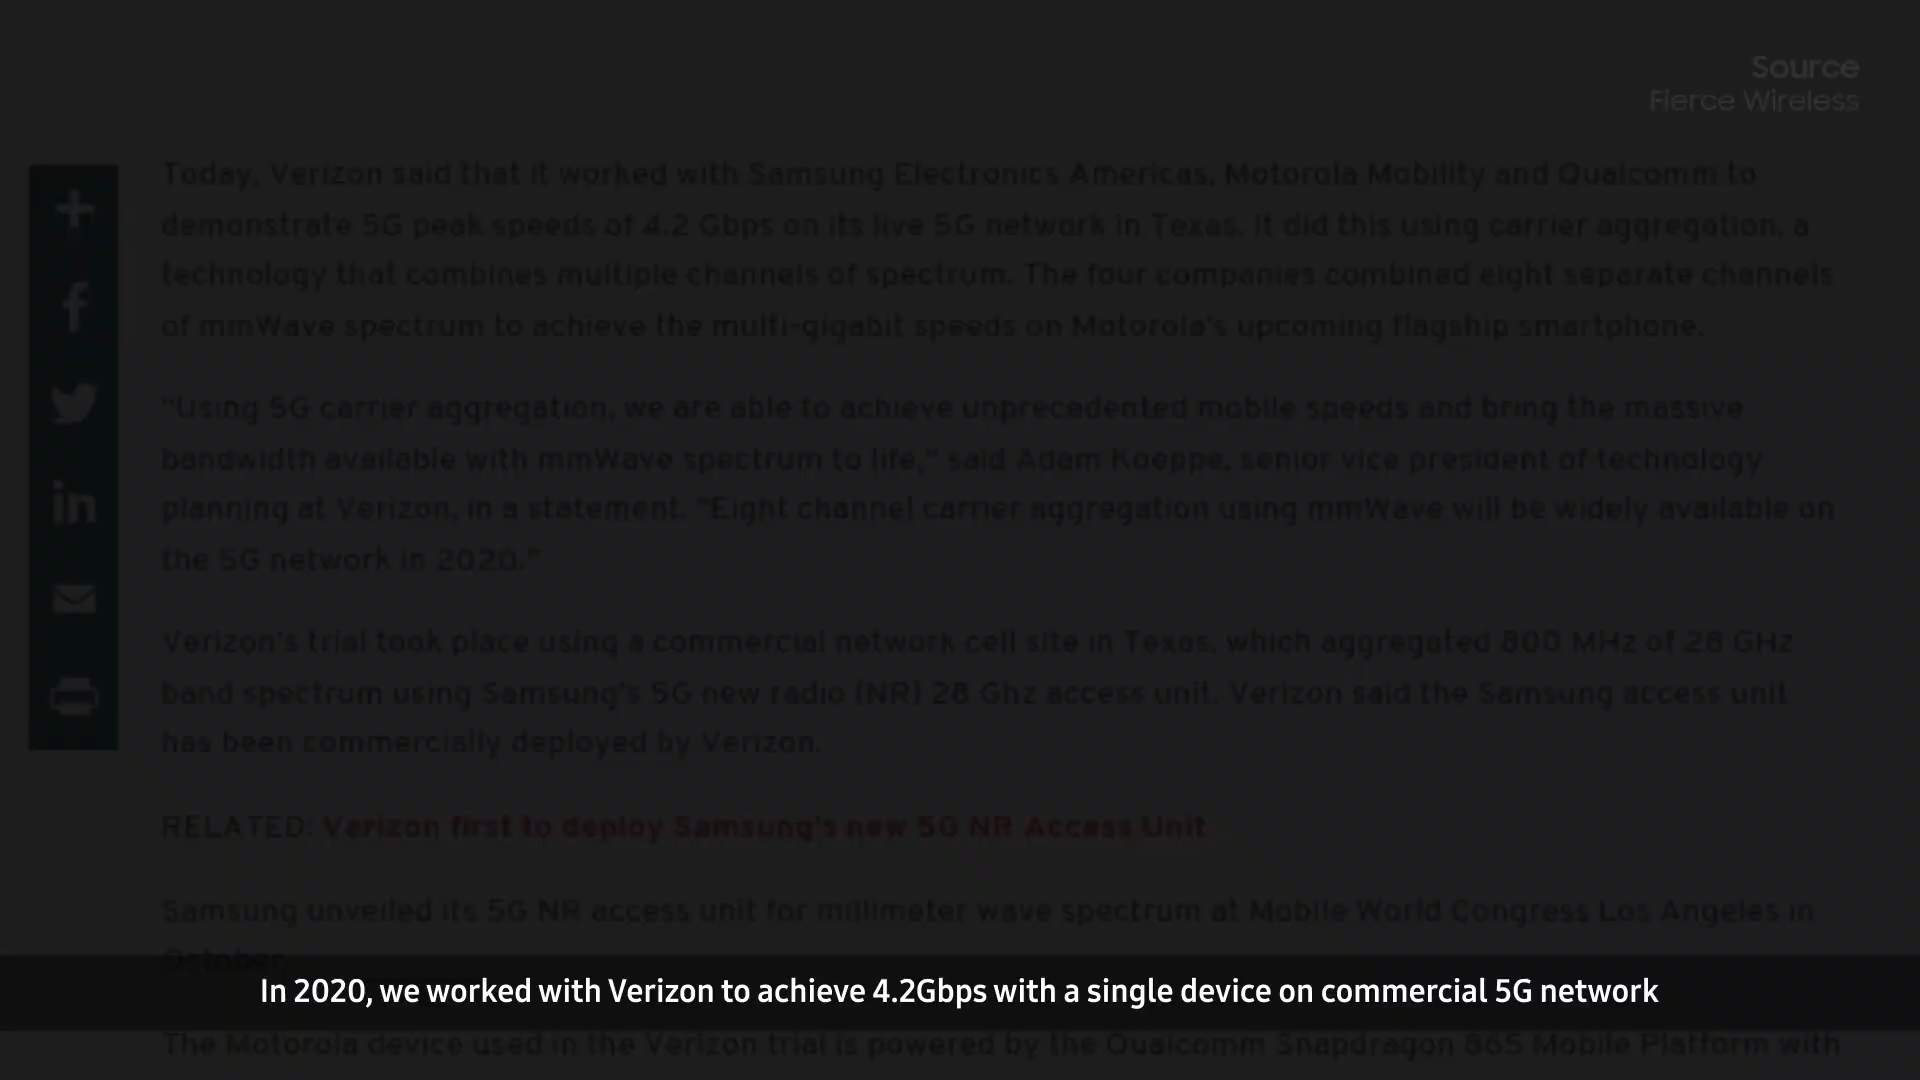 Source
Fierce Wireless
Today, Verizon said that it worked with Samsung Electronics Americas, Motorola Mobility and Qualcomm to
demonstrate 5G peak speeds of 4.2 Gbps on its live 5G network in Texas. It did this using carrier aggregation, a
technology that combines multiple channels of spectrum. The four companies combined eight separate channels
of mmWave spectrum to achieve the multi-gigabit speeds on Motorola's upcoming flagship smartphone.
"Using 5G carrier aggregation, we are able to achieve unprecedented mobile speeds and bring the massive
bandwidth available with mmWave spectrum to life," said Adam Koeppe, senior vice president of technology
planning at Verizon, in a statement. "Eight channel carrier aggregation using mmWave will be widely available on
the 5G network in 2020."
Verizon's trial took place using a commercial network cell site in Texas, which aggregated 800 MHz of 28 GHz
band spectrum using Samsung's 5G new radio (NR) 28 Ghz access unit. Verizon said the Samsung access unit
has been commercially deployed by Verizon.
RELATED: Verizon first to deploy Samsung's new 5G NR Access Unit
Samsung unveiled its 5G NR access unit for millimeter wave spectrum at Mobile World Congress Los Angeles in
October.
In 2020, we worked with Verizon to achieve 4.2Gbps with a single device on commercial 5G network
The Motorola device used in the Verizon trial is powered by the Qualcomm Snapdragon 865 Mobile Platform with